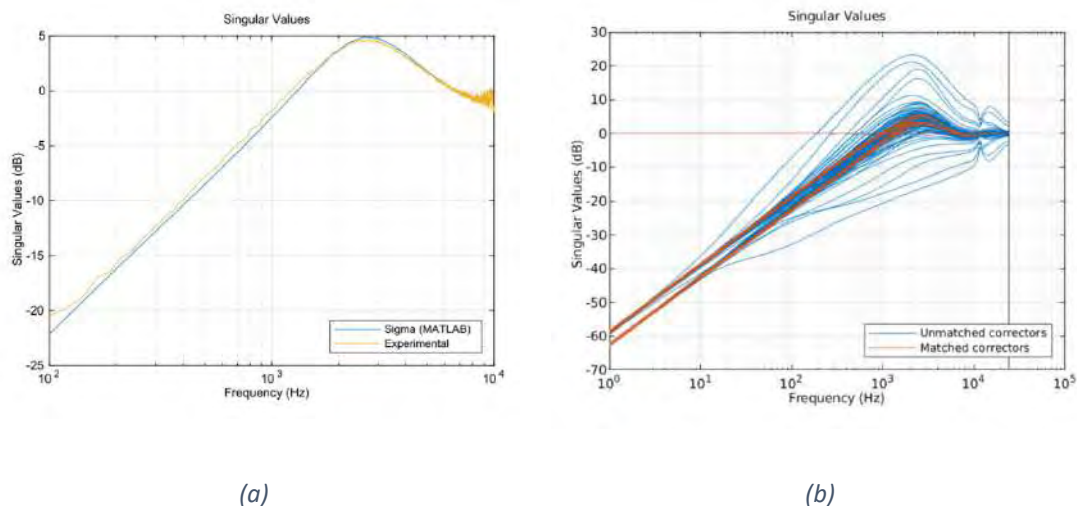 Singular Values
Singular Values (dB)
5
0
-5
-10
-15
-20
-25
10²
10³
10⁴
Frequency (Hz)
Sigma (MATLAB)
Experimental
(a)
Singular Values
Singular Values (dB)
30
20
10
0
-10
-20
-30
-40
-50
-60
-70
10⁰
10¹
10²
10³
10⁴
10⁵
Frequency (Hz)
Unmatched correctors
Matched correctors
(b)